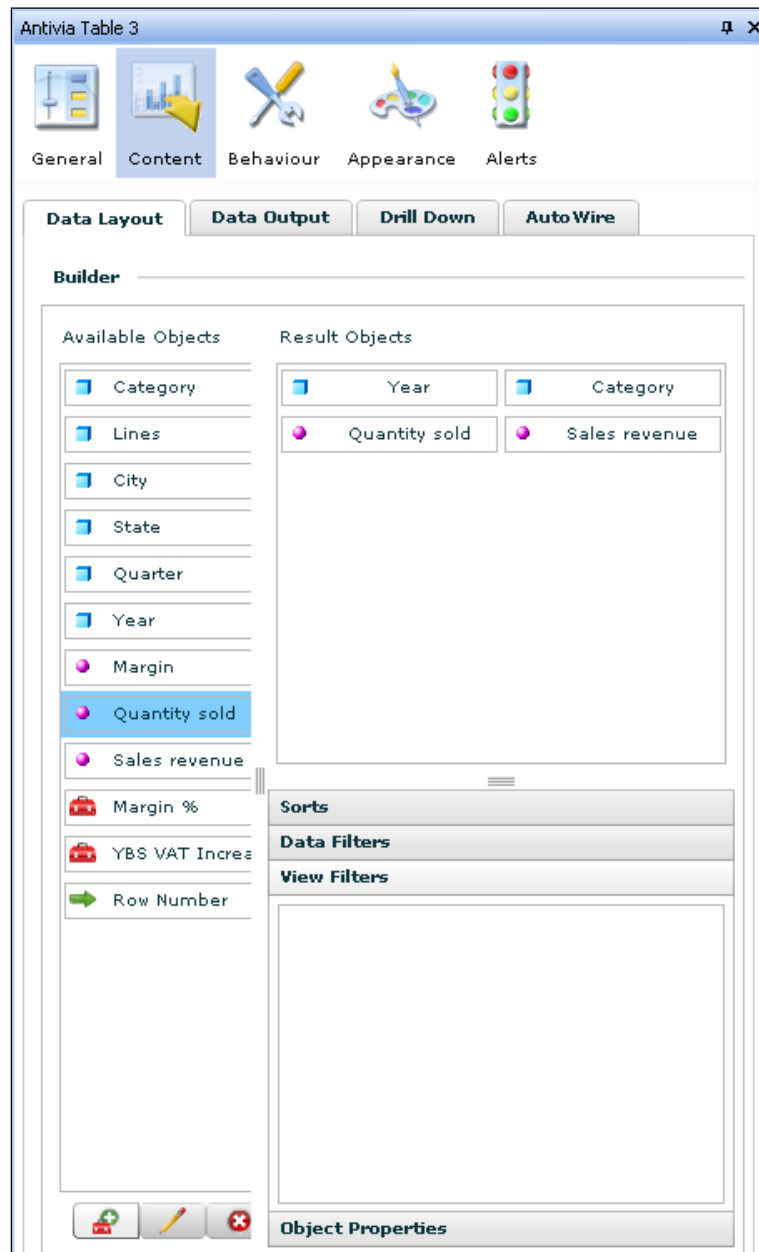 Antivia Table 3
General Content Behaviour Appearance Alerts
Data Layout Data Output Drill Down AutoWire
Builder
Available Objects
Category
Lines
City
State
Quarter
Year
Margin
Quantity sold
Sales revenue
Margin %
YBS VAT Increa
Row Number
Result Objects
Year Category
Quantity sold Sales revenue
Sorts
Data Filters
View Filters
Object Properties